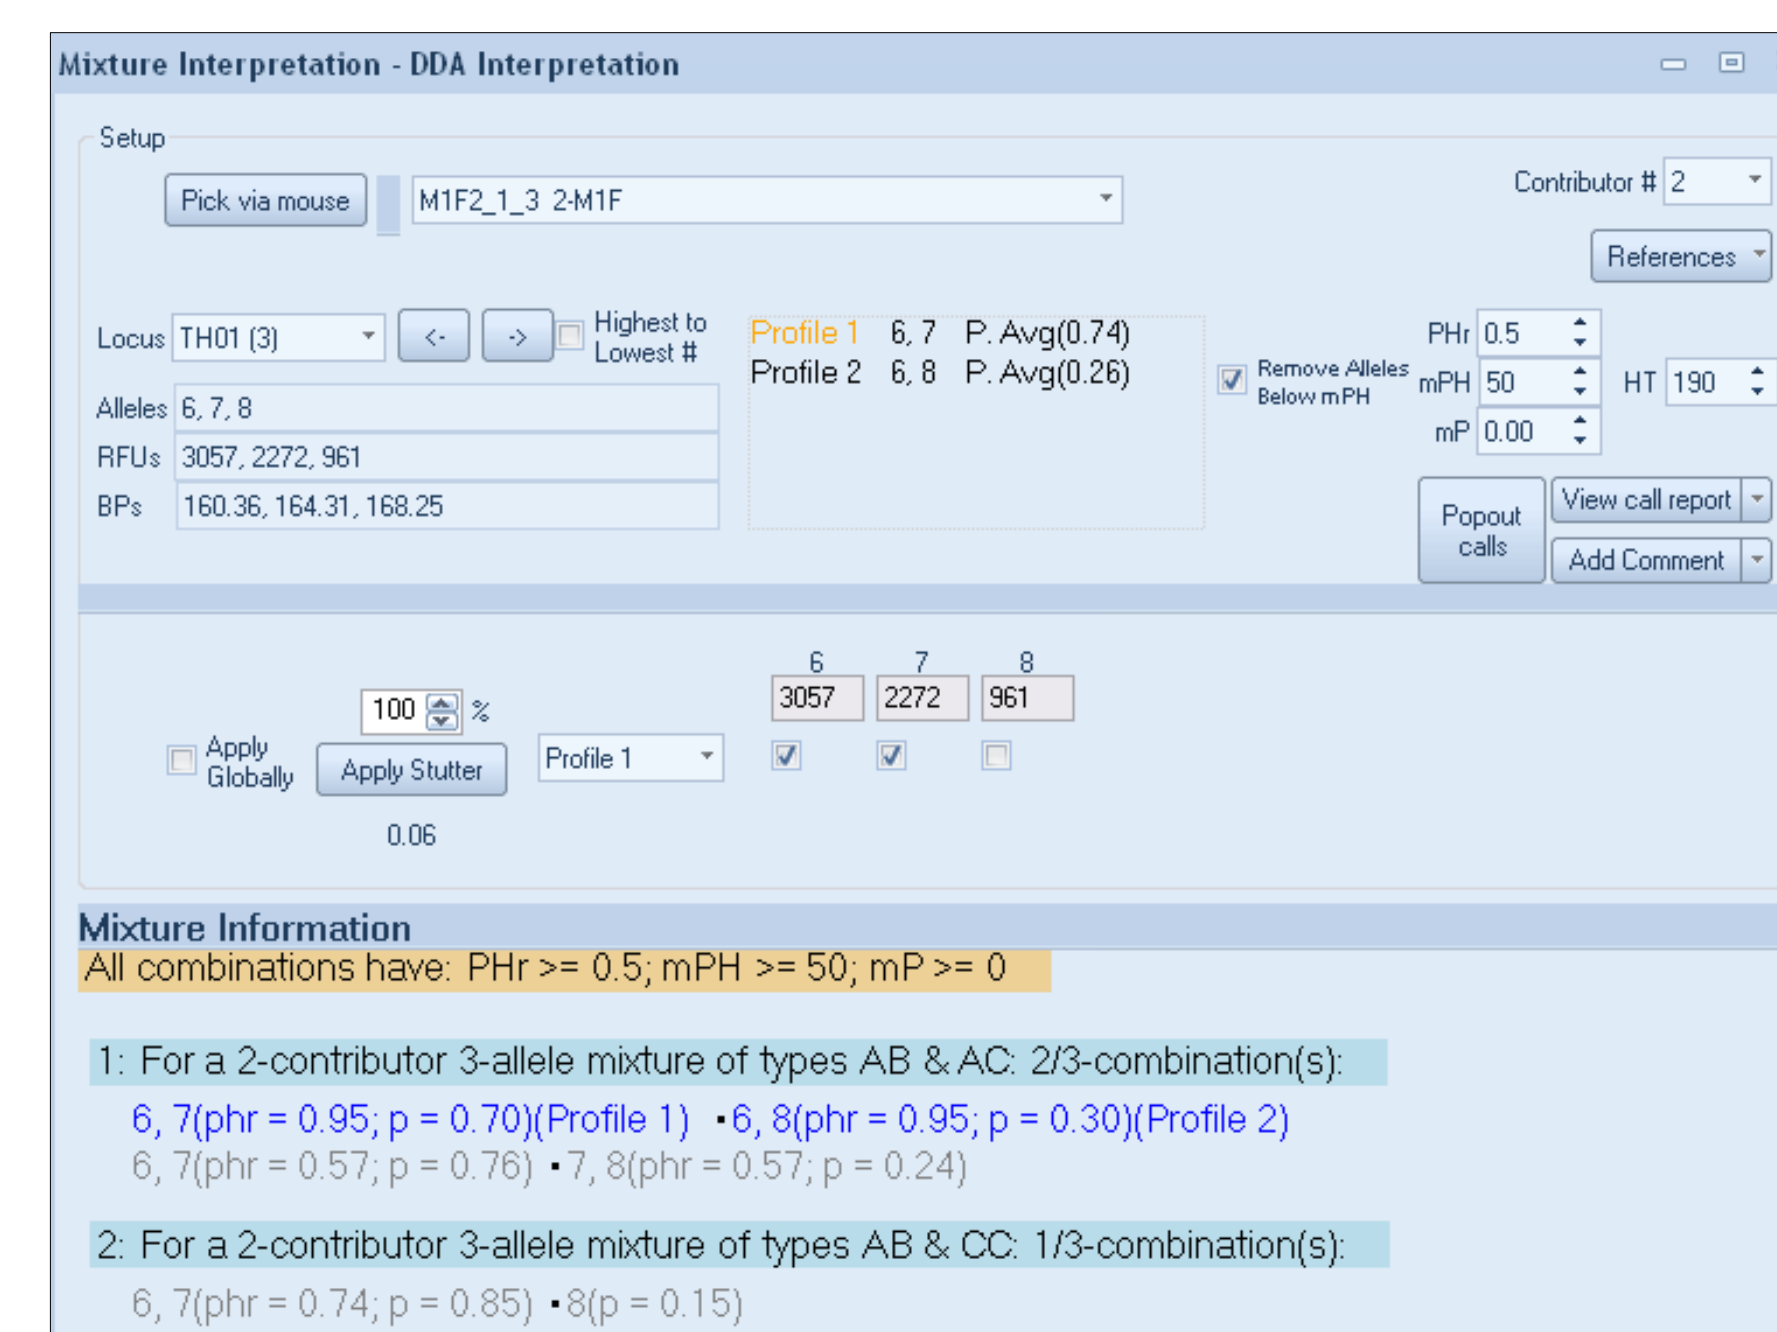 Mixture Interpretation - DDA Interpretation
Setup
Pick via mouse
M1F2_1_3 2-M1F
Contributor # 2
References
Locus TH01 (3)
<-
->
Highest to
Lowest #
Profile 1 6, 7 P. Avg(0.74)
Profile 2 6, 8 P. Avg(0.26)
Remove Alleles
Below mPH
PHr 0.5
mPH 50
HT 190
mP 0.00
Alleles 6, 7, 8
RFUs 3057, 2272, 961
BPs 160.36, 164.31, 168.25
Popout
calls
View call report
Add Comment
6 7 8
3057 2272 961
100 %
Apply
Globally
Apply Stutter
Profile 1
0.06
Mixture Information
All combinations have: PHr >= 0.5; mPH >= 50; mP >= 0
1: For a 2-contributor 3-allele mixture of types AB & AC: 2/3-combination(s):
6, 7(phr = 0.95; p = 0.70)(Profile 1) ▪6, 8(phr = 0.95; p = 0.30)(Profile 2)
6, 7(phr = 0.57; p = 0.76) ▪7, 8(phr = 0.57; p = 0.24)
2: For a 2-contributor 3-allele mixture of types AB & CC: 1/3-combination(s):
6, 7(phr = 0.74; p = 0.85) ▪8(p = 0.15)